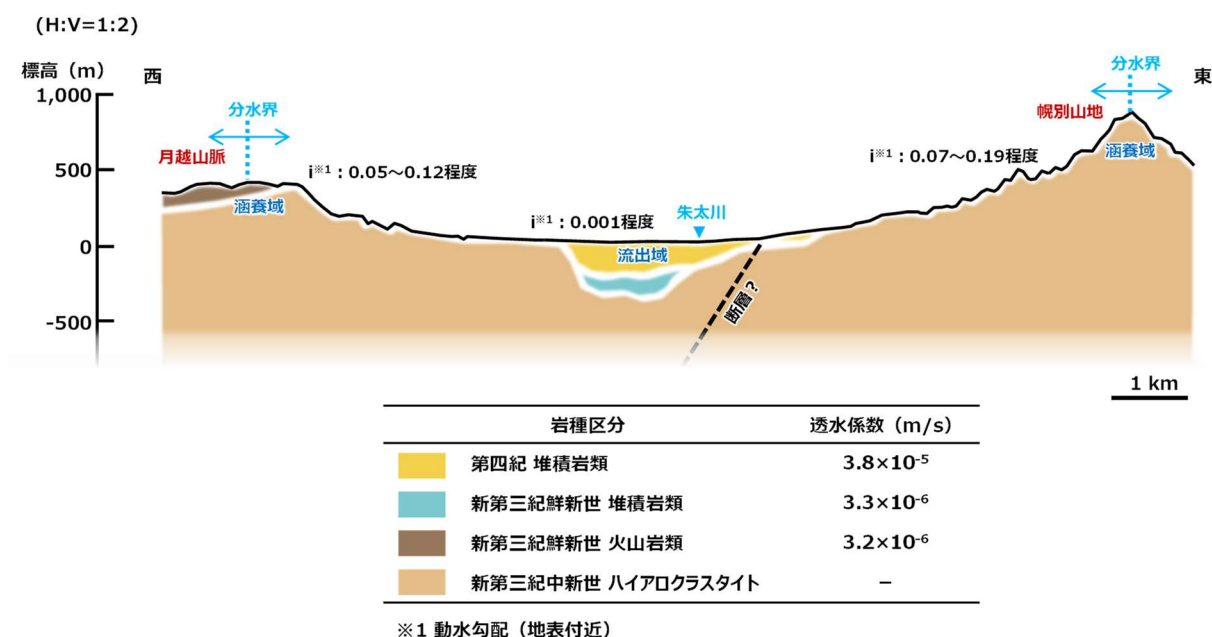 (H:V=1:2)
標高（m）
西
東
1,000
500
0
-500
分水界
月越山脈
涵養域
i※1：0.05～0.12程度
i※1：0.001程度
朱太川
流出域
断層？
i※1：0.07～0.19程度
分水界
幌別山地
涵養域
1 km
岩種区分 透水係数（m/s）
第四紀 堆積岩類 3.8×10-5
新第三紀鮮新世 堆積岩類 3.3×10-6
新第三紀鮮新世 火山岩類 3.2×10-6
新第三紀中新世 ハイアロクラスタイト −
※1 動水勾配（地表付近）